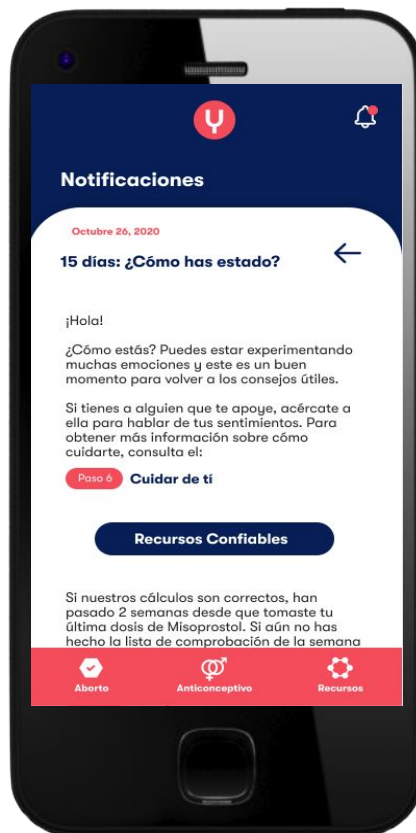 Notificaciones
Octubre 26, 2020
15 días: ¿Cómo has estado?
¡Hola!
¿Cómo estás? Puedes estar experimentando
muchas emociones y este es un buen
momento para volver a los consejos útiles.
Si tienes a alguien que te apoye, acércate a
ella para hablar de tus sentimientos. Para
obtener más información sobre cómo
cuidarte, consulta el:
Paso 6 Cuidar de tí
Recursos Confiables
Si nuestros cálculos son correctos, han
pasado 2 semanas desde que tomaste tu
última dosis de Misoprostol. Si aún no has
hecho la lista de comprobación de la semana
Aborto Anticonceptivo Recursos